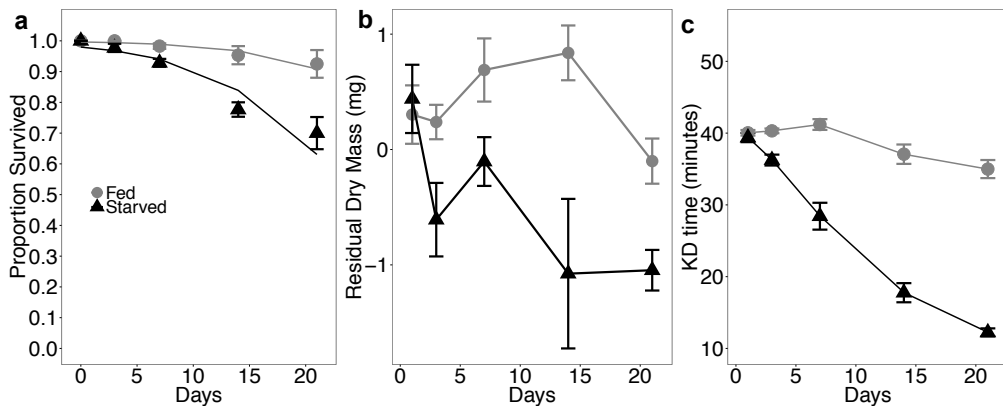 a
1.0
0.9
0.8
0.7
0.6
0.5
0.4
0.3
0.2
0.1
0.0
Proportion Survived
Fed
Starved
0 5 10 15 20
Days
b
1
0
−1
Residual Dry Mass (mg)
0 5 10 15 20
Days
c
50
40
30
20
10
KD time (minutes)
0 5 10 15 20
Days